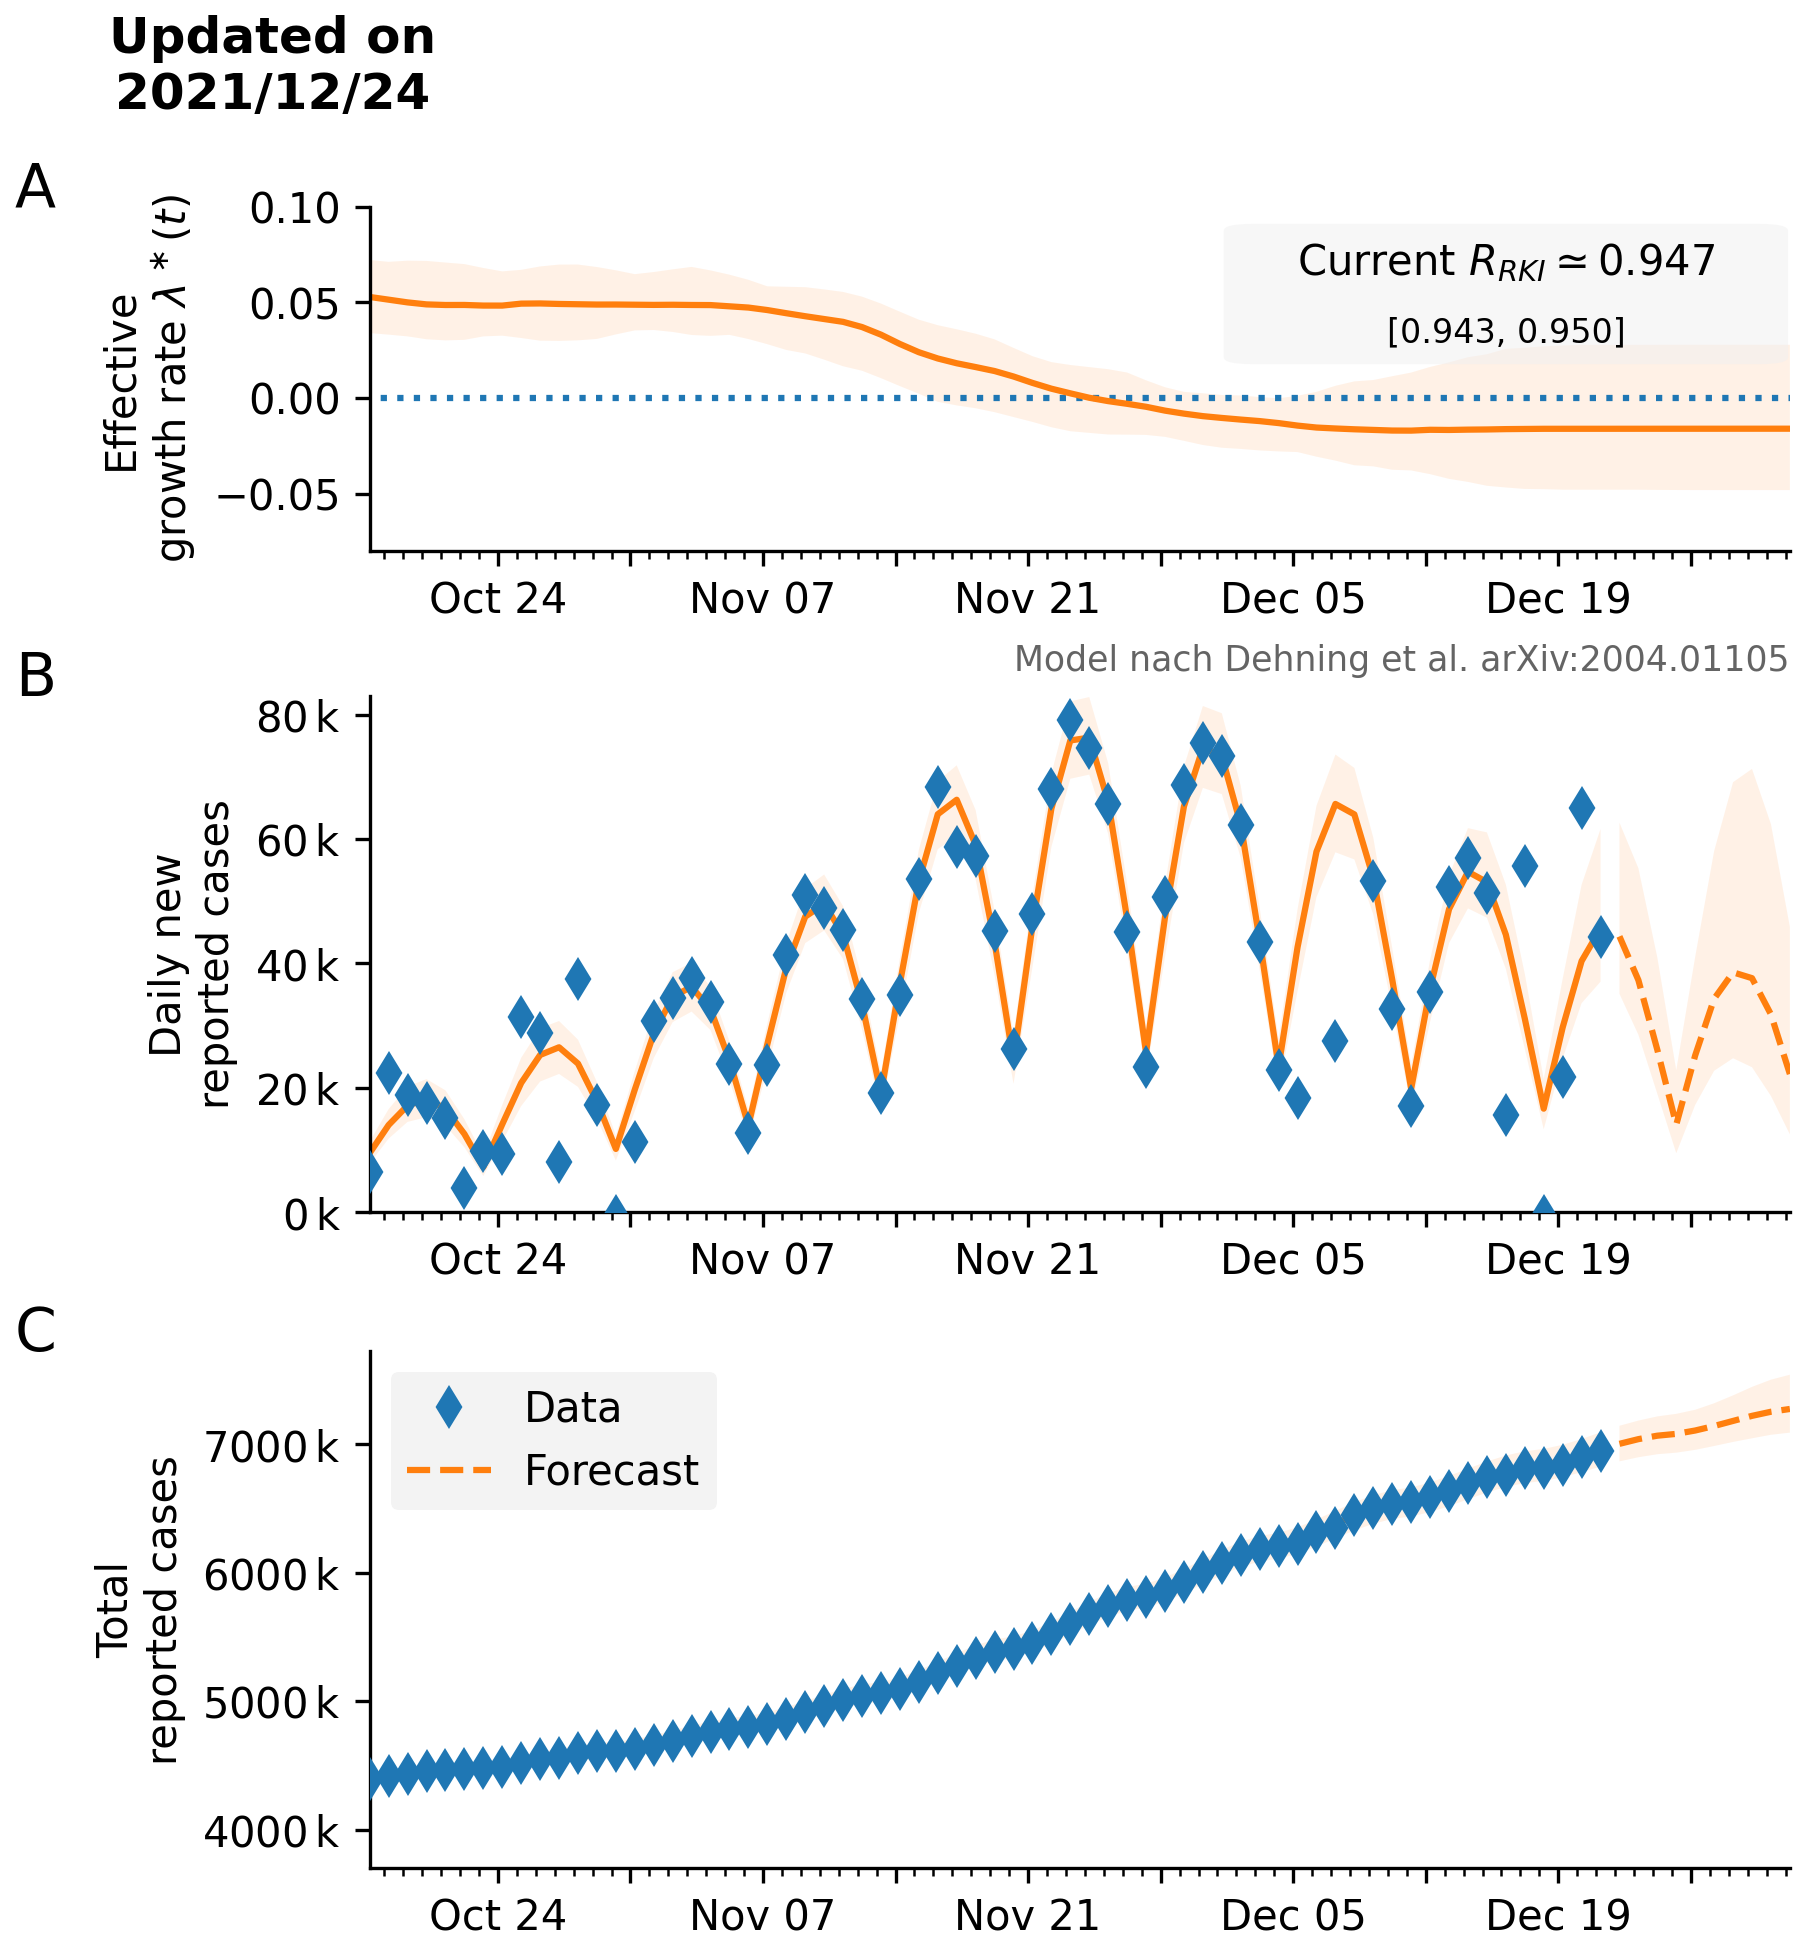 Updated on
2021/12/24
A
Effective
growth rate λ * (t)
0.10
0.05
0.00
−0.05
Current R_RKI ≃ 0.947
[0.943, 0.950]
Oct 24
Nov 07
Nov 21
Dec 05
Dec 19
B
Model nach Dehning et al. arXiv:2004.01105
Daily new
reported cases
80 k
60 k
40 k
20 k
0 k
Oct 24
Nov 07
Nov 21
Dec 05
Dec 19
C
Total
reported cases
Data
Forecast
7000 k
6000 k
5000 k
4000 k
Oct 24
Nov 07
Nov 21
Dec 05
Dec 19